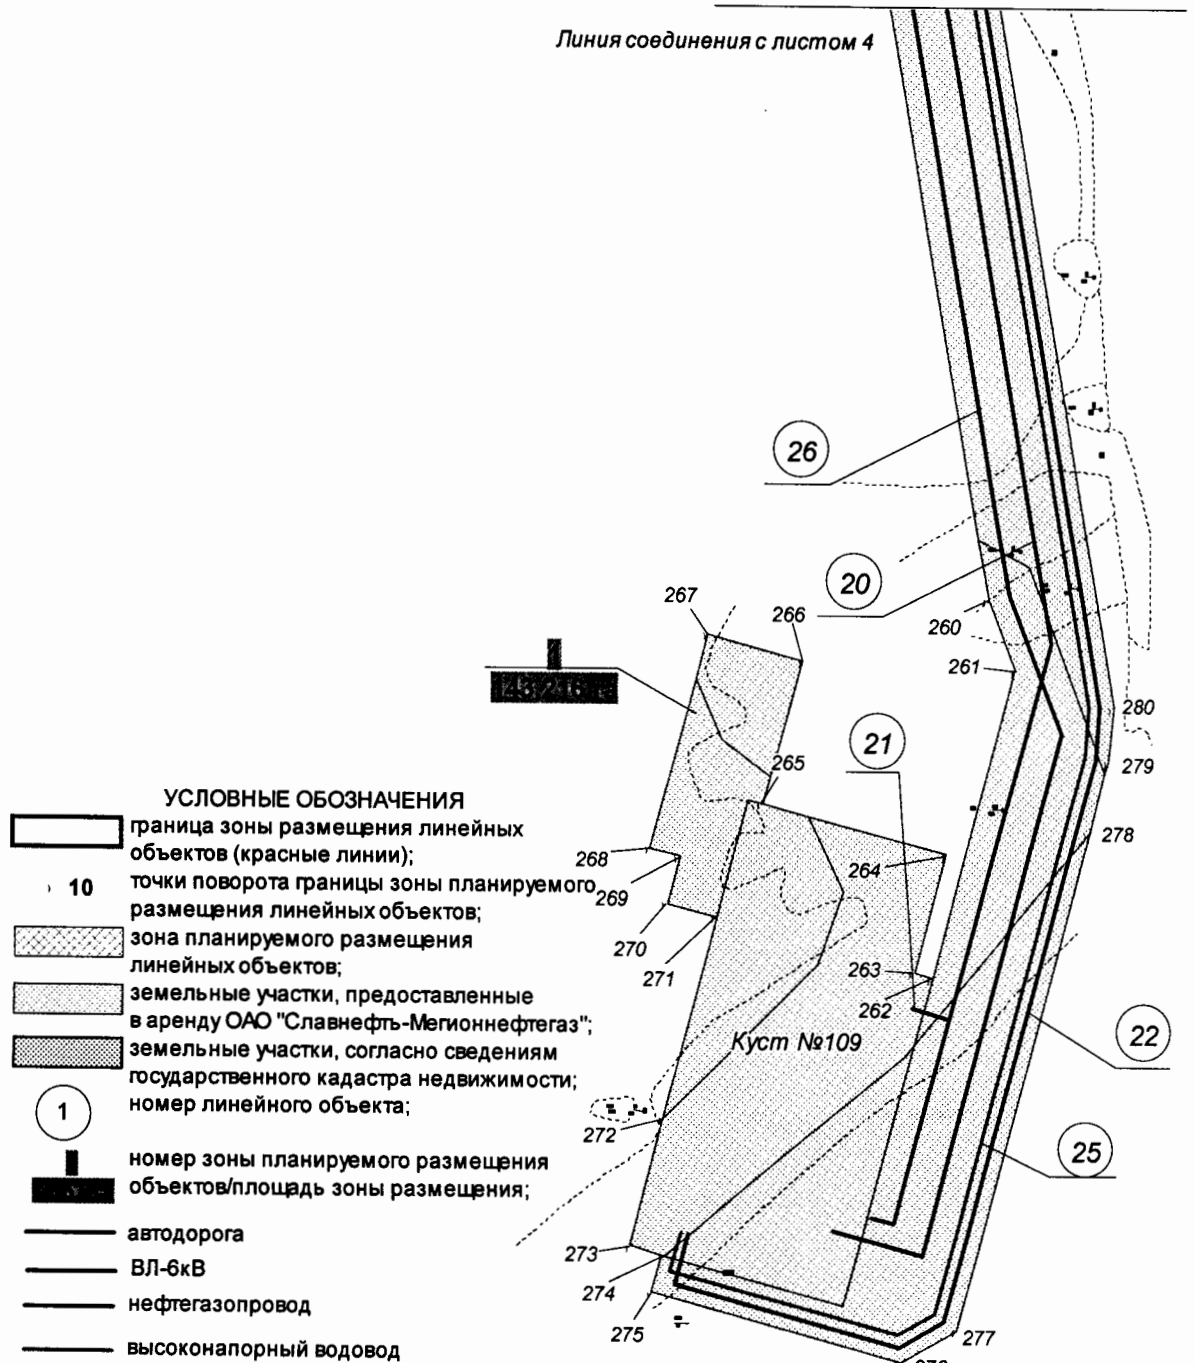 Линия соединения с листом 4
26
20
267
266
260
261
280
21
265
279
278
268
264
269
270
271
263
262
Куст №109
22
272
25
273
274
275
277
УСЛОВНЫЕ ОБОЗНАЧЕНИЯ
граница зоны размещения линейных
объектов (красные линии);
10
точки поворота границы зоны планируемого
размещения линейных объектов;
зона планируемого размещения
линейных объектов;
земельные участки, предоставленные
в аренду ОАО "Славнефть-Мегионнефтегаз";
земельные участки, согласно сведениям
государственного кадастра недвижимости;
1
номер линейного объекта;
номер зоны планируемого размещения
объектов/площадь зоны размещения;
автодорога
ВЛ-6кВ
нефтегазопровод
высоконапорный водовод